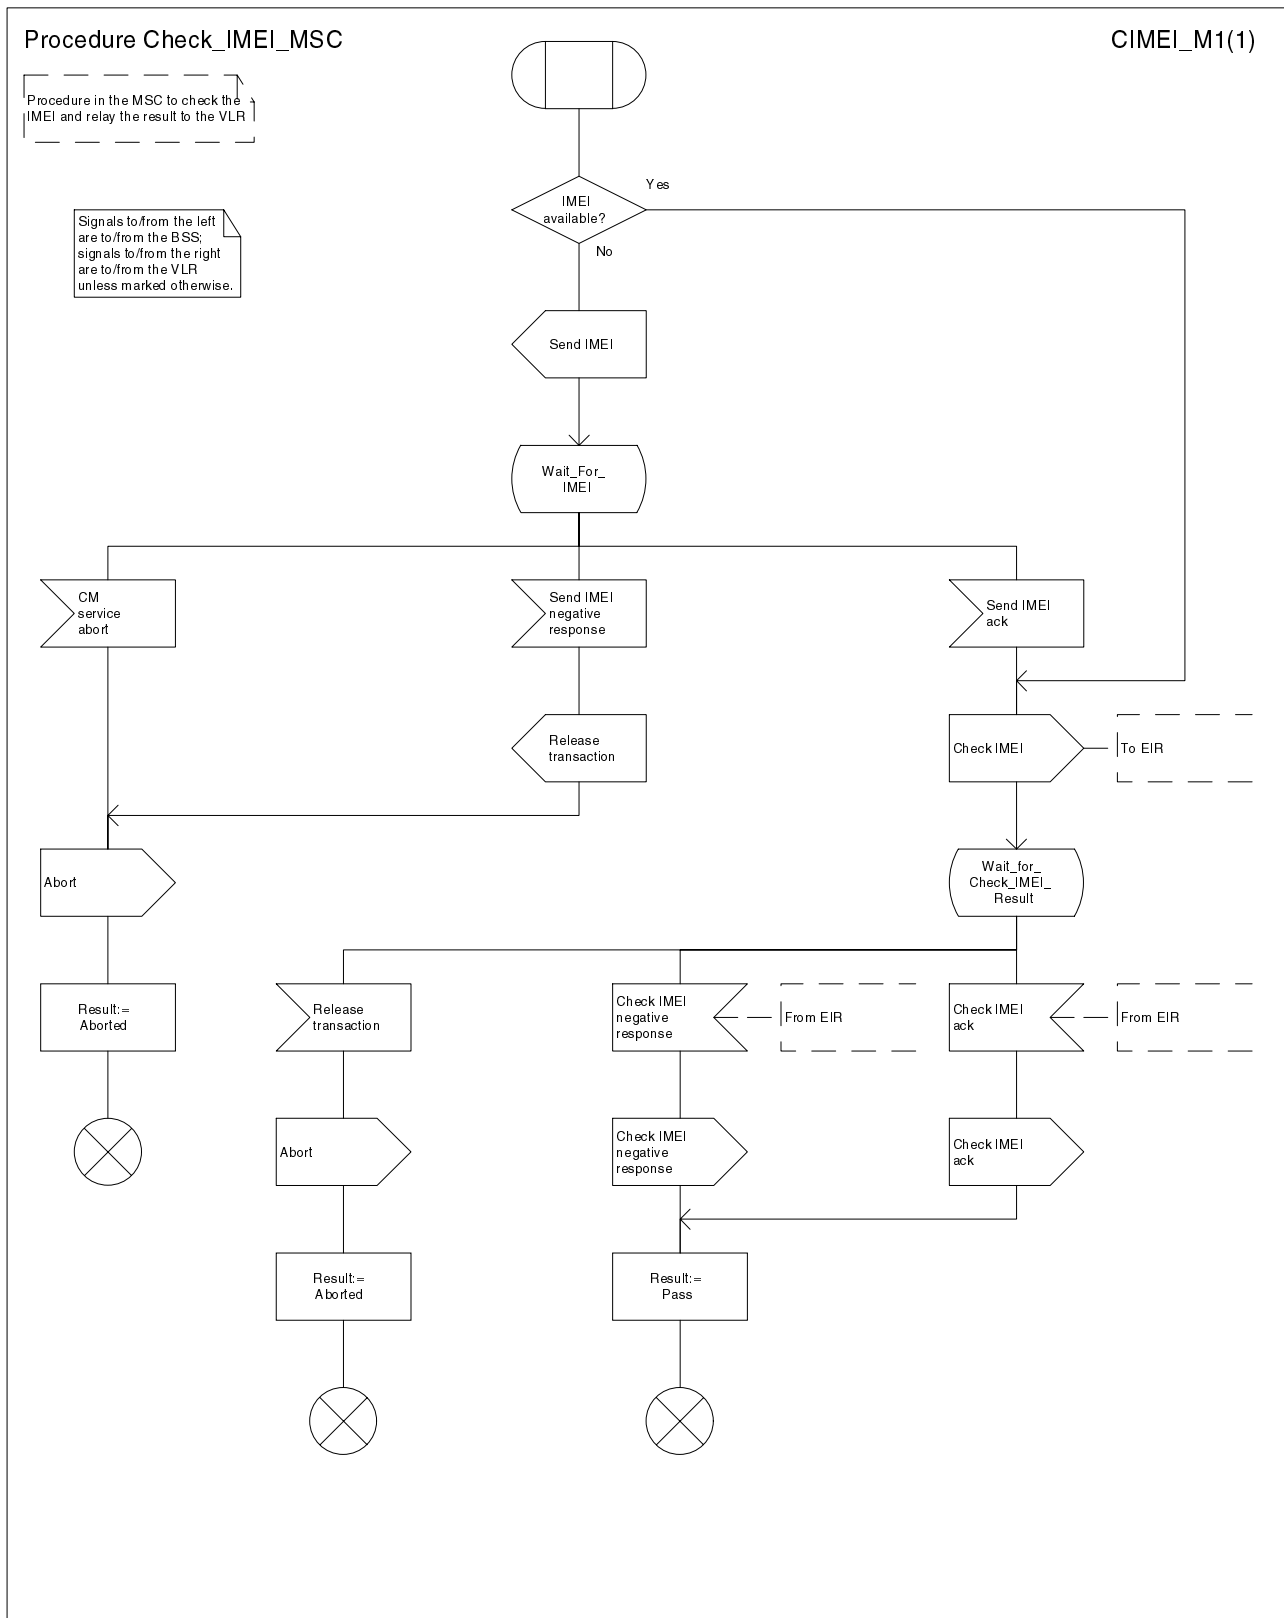 Procedure Check_IMEI_MSC
CIMEI_M1(1)
Procedure in the MSC to check the
IMEI and relay the result to the VLR
Signals to/from the left
are to/from the BSS;
signals to/from the right
are to/from the VLR
unless marked otherwise.
IMEI
available?
Yes
No
Send IMEI
Wait_For_
IMEI
CM
service
abort
Send IMEI
negative
response
Send IMEI
ack
Release
transaction
Check IMEI
To EIR
Abort
Wait_for_
Check_IMEI_
Result
Result:=
Aborted
Release
transaction
Check IMEI
negative
response
From EIR
Check IMEI
ack
From EIR
Abort
Check IMEI
negative
response
Check IMEI
ack
Result:=
Aborted
Result:=
Pass